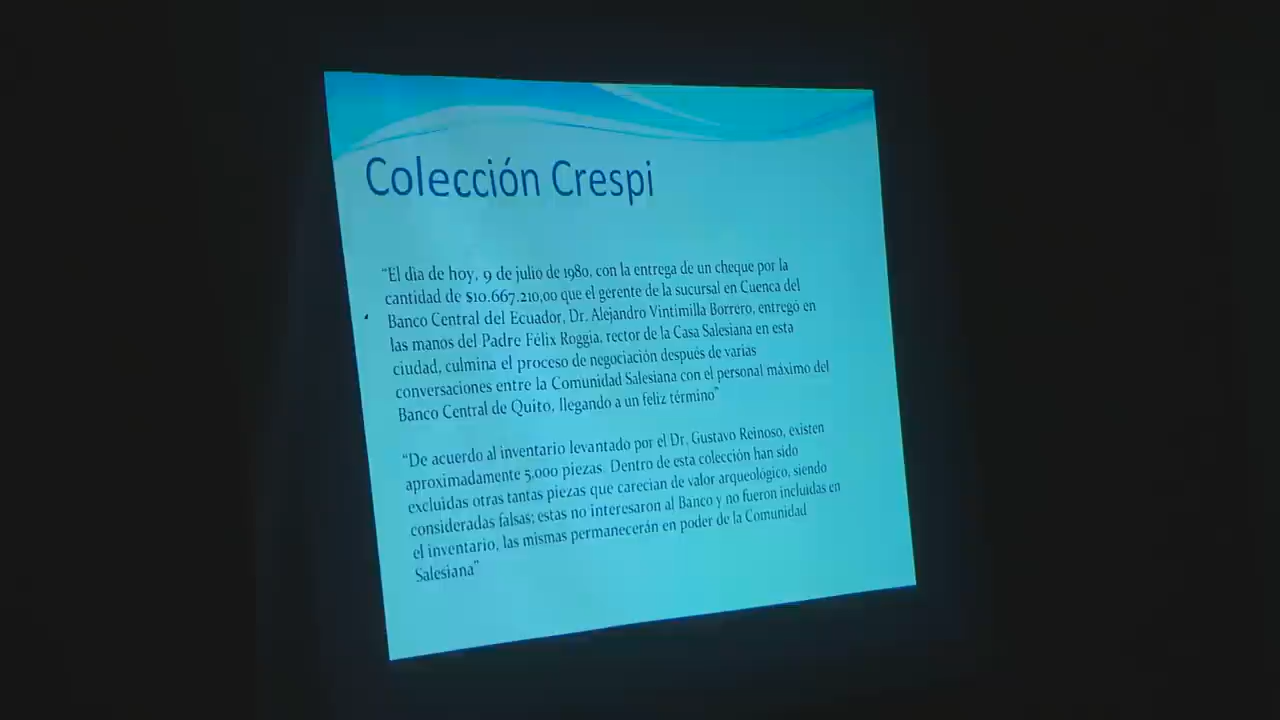 Colección Crespi
“El dia de hoy, 9 de julio de 1980, con la entrega de un cheque por la
cantidad de $10.667.210,00 que el gerente de la sucursal en Cuenca del
Banco Central del Ecuador, Dr. Alejandro Vintimilla Borrero, entregó en
las manos del Padre Félix Roggia, rector de la Casa Salesiana en esta
ciudad, culmina el proceso de negociación después de varias
conversaciones entre la Comunidad Salesiana con el personal máximo del
Banco Central de Quito, llegando a un feliz término”
“De acuerdo al inventario levantado por el Dr. Gustavo Reinoso, existen
aproximadamente 5.000 piezas. Dentro de esta colección han sido
excluidas otras tantas piezas que carecian de valor arqueológico, siendo
consideradas falsas; estas no interesaron al Banco y no fueron incluidas en
el inventario, las mismas permanecerán en poder de la Comunidad
Salesiana”